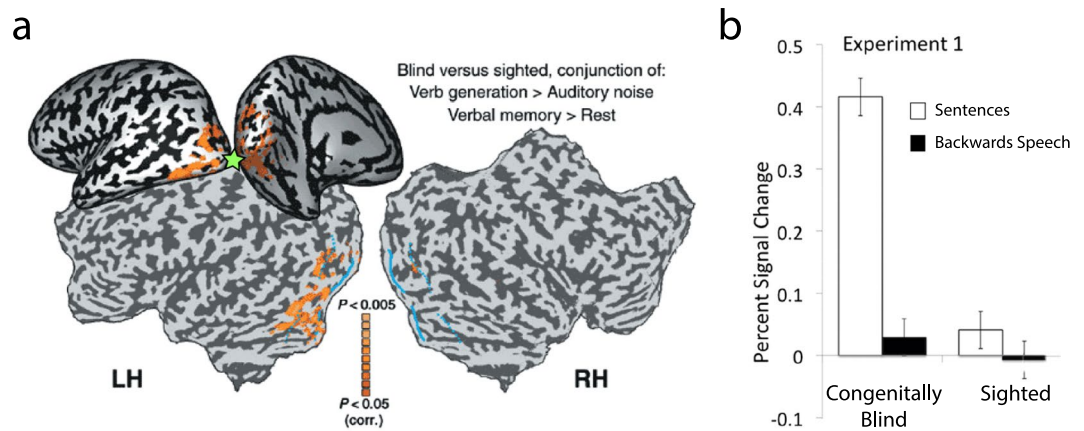 a
Blind versus sighted, conjunction of:
Verb generation > Auditory noise
Verbal memory > Rest
P < 0.005
P < 0.05
(corr.)
LH
RH
b
Experiment 1
Sentences
Backwards Speech
Percent Signal Change
0.5
0.4
0.3
0.2
0.1
0
-0.1
Congenitally
Blind
Sighted